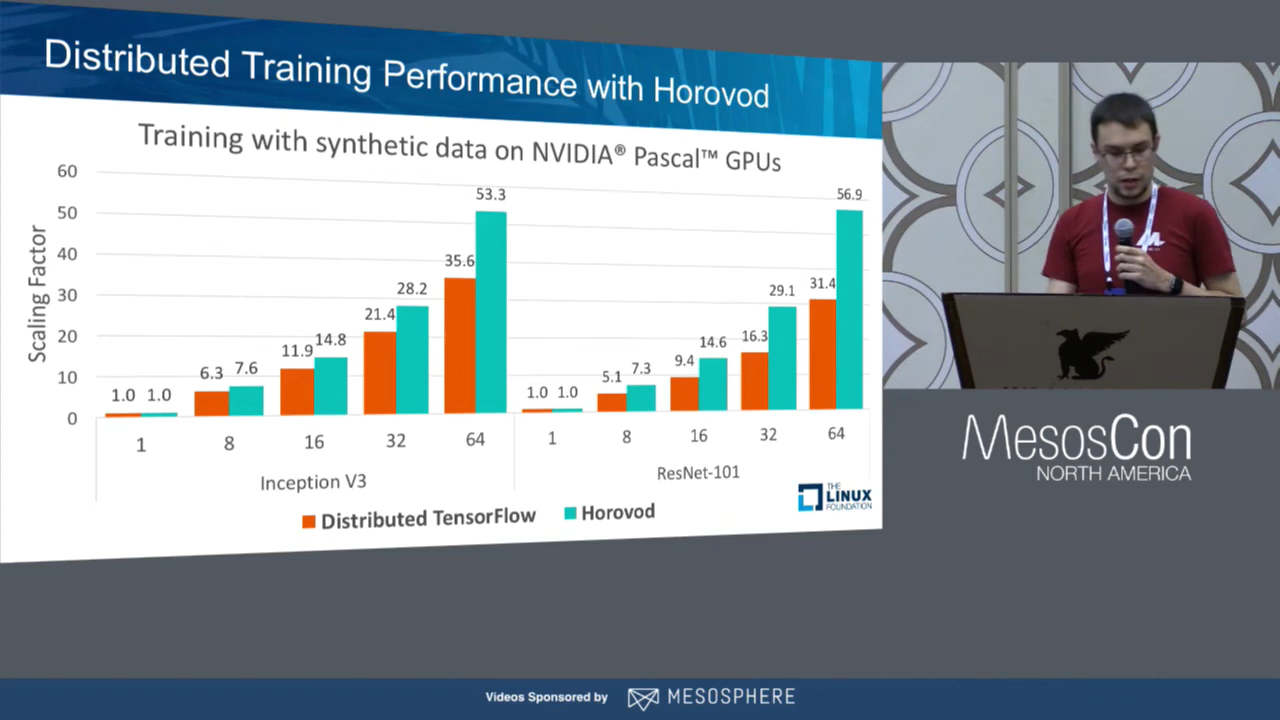 Distributed Training Performance with Horovod
Training with synthetic data on NVIDIA® Pascal™ GPUs
Scaling Factor
60
50
40
30
20
10
0
1.0 1.0
6.3 7.6
11.9 14.8
21.4 28.2
35.6 53.3
1.0 1.0
5.1 7.3
9.4 14.6
16.3 29.1
31.4 56.9
1 8 16 32 64
1 8 16 32 64
Inception V3
ResNet-101
Distributed TensorFlow
Horovod
THE
LINUX
FOUNDATION
MesosCon
NORTH AMERICA
Videos Sponsored by
MESOSPHERE